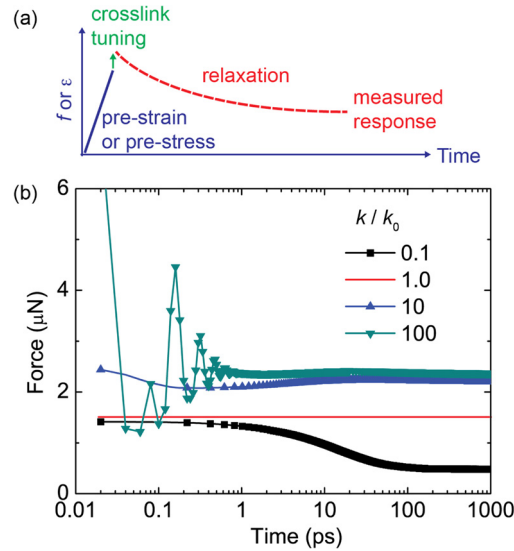 (a)
crosslink
tuning
f or ε
relaxation
measured
response
pre-strain
or pre-stress
Time
(b)
6
4
2
0
Force (μN)
k / k0
0.1
1.0
10
100
0.01
0.1
1
10
100
1000
Time (ps)